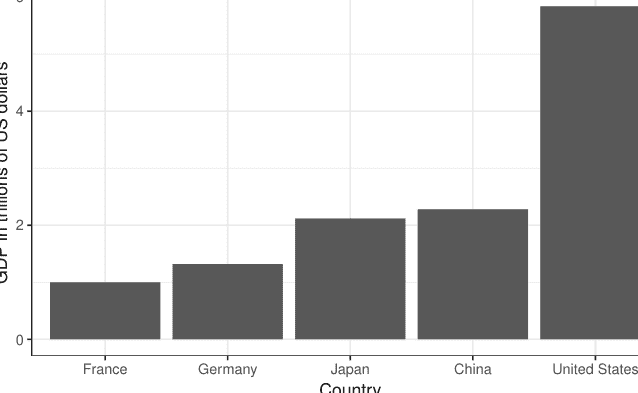 GDP in trillions of US dollars
4
2
0
France Germany Japan China United States
Country